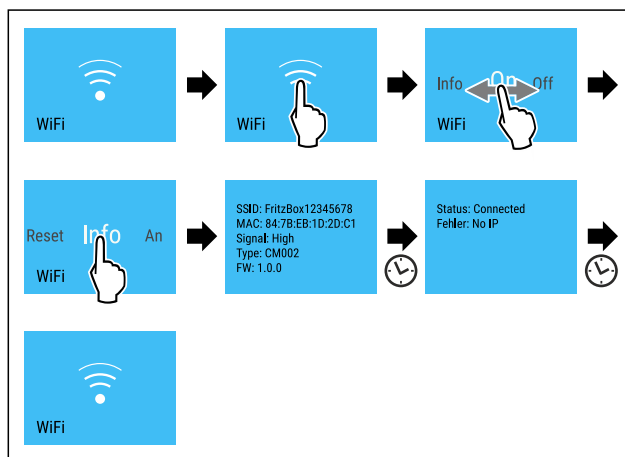 WiFi
WiFi
Info On Off
WiFi
Reset Info An
WiFi
SSID: FritzBox12345678
MAC: 84:7B:EB:1D:2D:C1
Signal: High
Type: CM002
FW: 1.0.0
Status: Connected
Fehler: No IP
WiFi